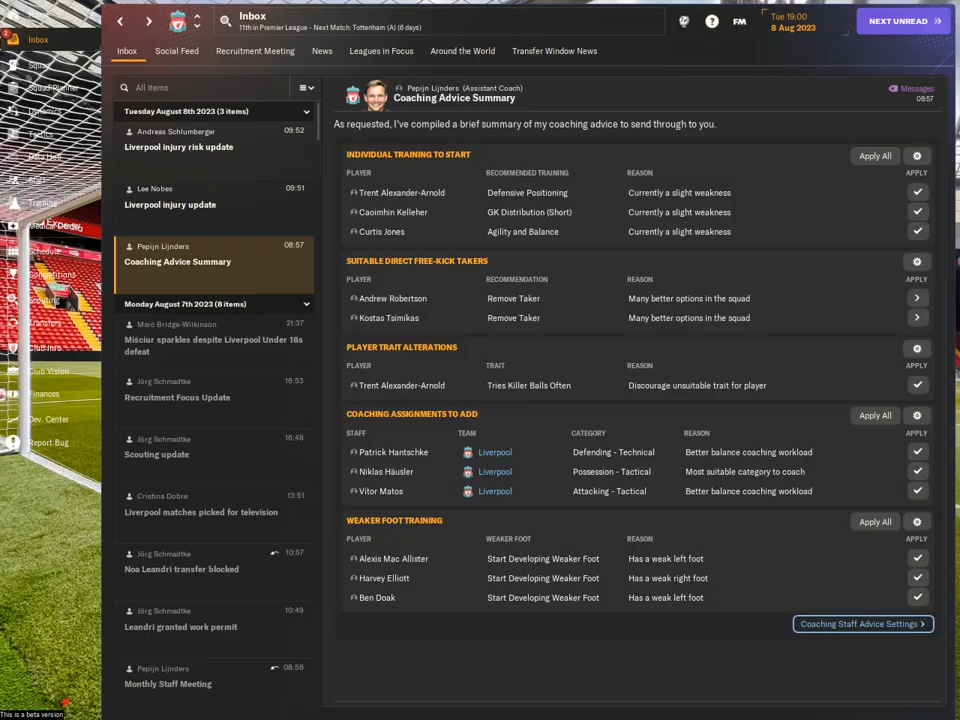 Inbox
11th in Premier League - Next Match: Tottenham (A) (6 days)
?
FM
Tue 19:00
8 Aug 2023
NEXT UNREAD
2
Inbox
Squad Planner
Dynamics
Tactics
Data Hub
Staff
Training
Medical Centre
Schedule
Competitions
Scouting
Transfers
Club Info
Club Vision
Finances
Dev. Center
Report Bug
This is a beta version
Inbox Social Feed Recruitment Meeting News Leagues in Focus Around the World Transfer Window News
All Items
Tuesday August 8th 2023 (3 items)
Andreas Schlumberger 09:52
Liverpool injury risk update
Lee Nobes 09:51
Liverpool injury update
Pepijn Lijnders 08:57
Coaching Advice Summary
Monday August 7th 2023 (8 items)
Marc Bridge-Wilkinson 21:37
Misciur sparkles despite Liverpool Under 18s
defeat
Jörg Schmadtke 16:53
Recruitment Focus Update
Jörg Schmadtke 16:48
Scouting update
Cristina Dobre 13:51
Liverpool matches picked for television
Jörg Schmadtke 10:57
Noa Leandri transfer blocked
Jörg Schmadtke 10:49
Leandri granted work permit
Pepijn Lijnders 08:58
Monthly Staff Meeting
Pepijn Lijnders (Assistant Coach)
Coaching Advice Summary
Messages
08:57
As requested, I've compiled a brief summary of my coaching advice to send through to you.
INDIVIDUAL TRAINING TO START Apply All
PLAYER RECOMMENDED TRAINING REASON APPLY
Trent Alexander-Arnold Defensive Positioning Currently a slight weakness
Caoimhin Kelleher GK Distribution (Short) Currently a slight weakness
Curtis Jones Agility and Balance Currently a slight weakness
SUITABLE DIRECT FREE-KICK TAKERS
PLAYER RECOMMENDATION REASON APPLY
Andrew Robertson Remove Taker Many better options in the squad
Kostas Tsimikas Remove Taker Many better options in the squad
PLAYER TRAIT ALTERATIONS
PLAYER TRAIT REASON APPLY
Trent Alexander-Arnold Tries Killer Balls Often Discourage unsuitable trait for player
COACHING ASSIGNMENTS TO ADD Apply All
STAFF TEAM CATEGORY REASON APPLY
Patrick Hantschke Liverpool Defending - Technical Better balance coaching workload
Niklas Häusler Liverpool Possession - Tactical Most suitable category to coach
Vítor Matos Liverpool Attacking - Tactical Better balance coaching workload
WEAKER FOOT TRAINING Apply All
PLAYER WEAKER FOOT REASON APPLY
Alexis Mac Allister Start Developing Weaker Foot Has a weak left foot
Harvey Elliott Start Developing Weaker Foot Has a weak right foot
Ben Doak Start Developing Weaker Foot Has a weak left foot
Coaching Staff Advice Settings